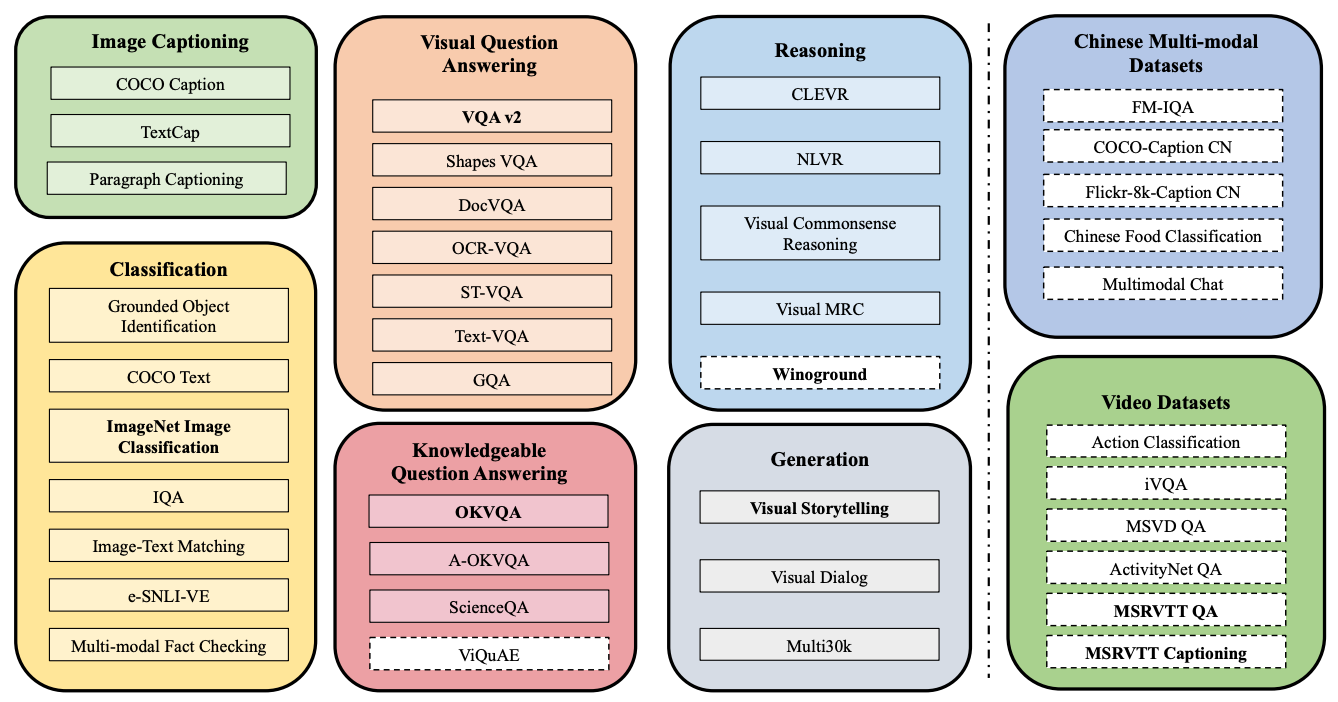 Image Captioning
COCO Caption
TextCap
Paragraph Captioning
Classification
Grounded Object
Identification
COCO Text
ImageNet Image
Classification
IQA
Image-Text Matching
e-SNLI-VE
Multi-modal Fact Checking
Visual Question
Answering
VQA v2
Shapes VQA
DocVQA
OCR-VQA
ST-VQA
Text-VQA
GQA
Knowledgeable
Question Answering
OKVQA
A-OKVQA
ScienceQA
ViQuAE
Reasoning
CLEVR
NLVR
Visual Commonsense
Reasoning
Visual MRC
Winoground
Generation
Visual Storytelling
Visual Dialog
Multi30k
Chinese Multi-modal
Datasets
FM-IQA
COCO-Caption CN
Flickr-8k-Caption CN
Chinese Food Classification
Multimodal Chat
Video Datasets
Action Classification
iVQA
MSVD QA
ActivityNet QA
MSRVTT QA
MSRVTT Captioning